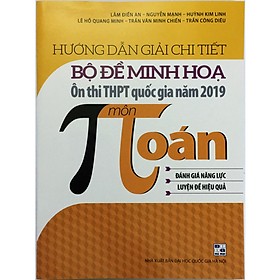 LÂM ĐIỀN AN - NGUYỄN MẠNH - HUỲNH KIM LINH
LÊ HỒ QUANG MINH - TRẦN VĂN MINH CHIẾN - TRẦN CÔNG DIỆU
HƯỚNG DẪN GIẢI CHI TIẾT
BỘ ĐỀ MINH HOẠ
Ôn thi THPT quốc gia năm 2019
môn
Toán
ĐÁNH GIÁ NĂNG LỰC
LUYỆN ĐỀ HIỆU QUẢ
NHÀ XUẤT BẢN ĐẠI HỌC QUỐC GIA HÀ NỘI